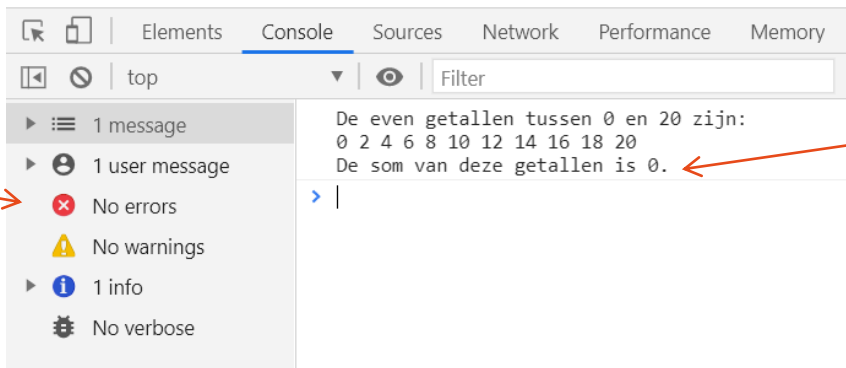 Elements Console Sources Network Performance Memory
top Filter
1 message
1 user message
No errors
No warnings
1 info
No verbose
De even getallen tussen 0 en 20 zijn:
0 2 4 6 8 10 12 14 16 18 20
De som van deze getallen is 0.
>